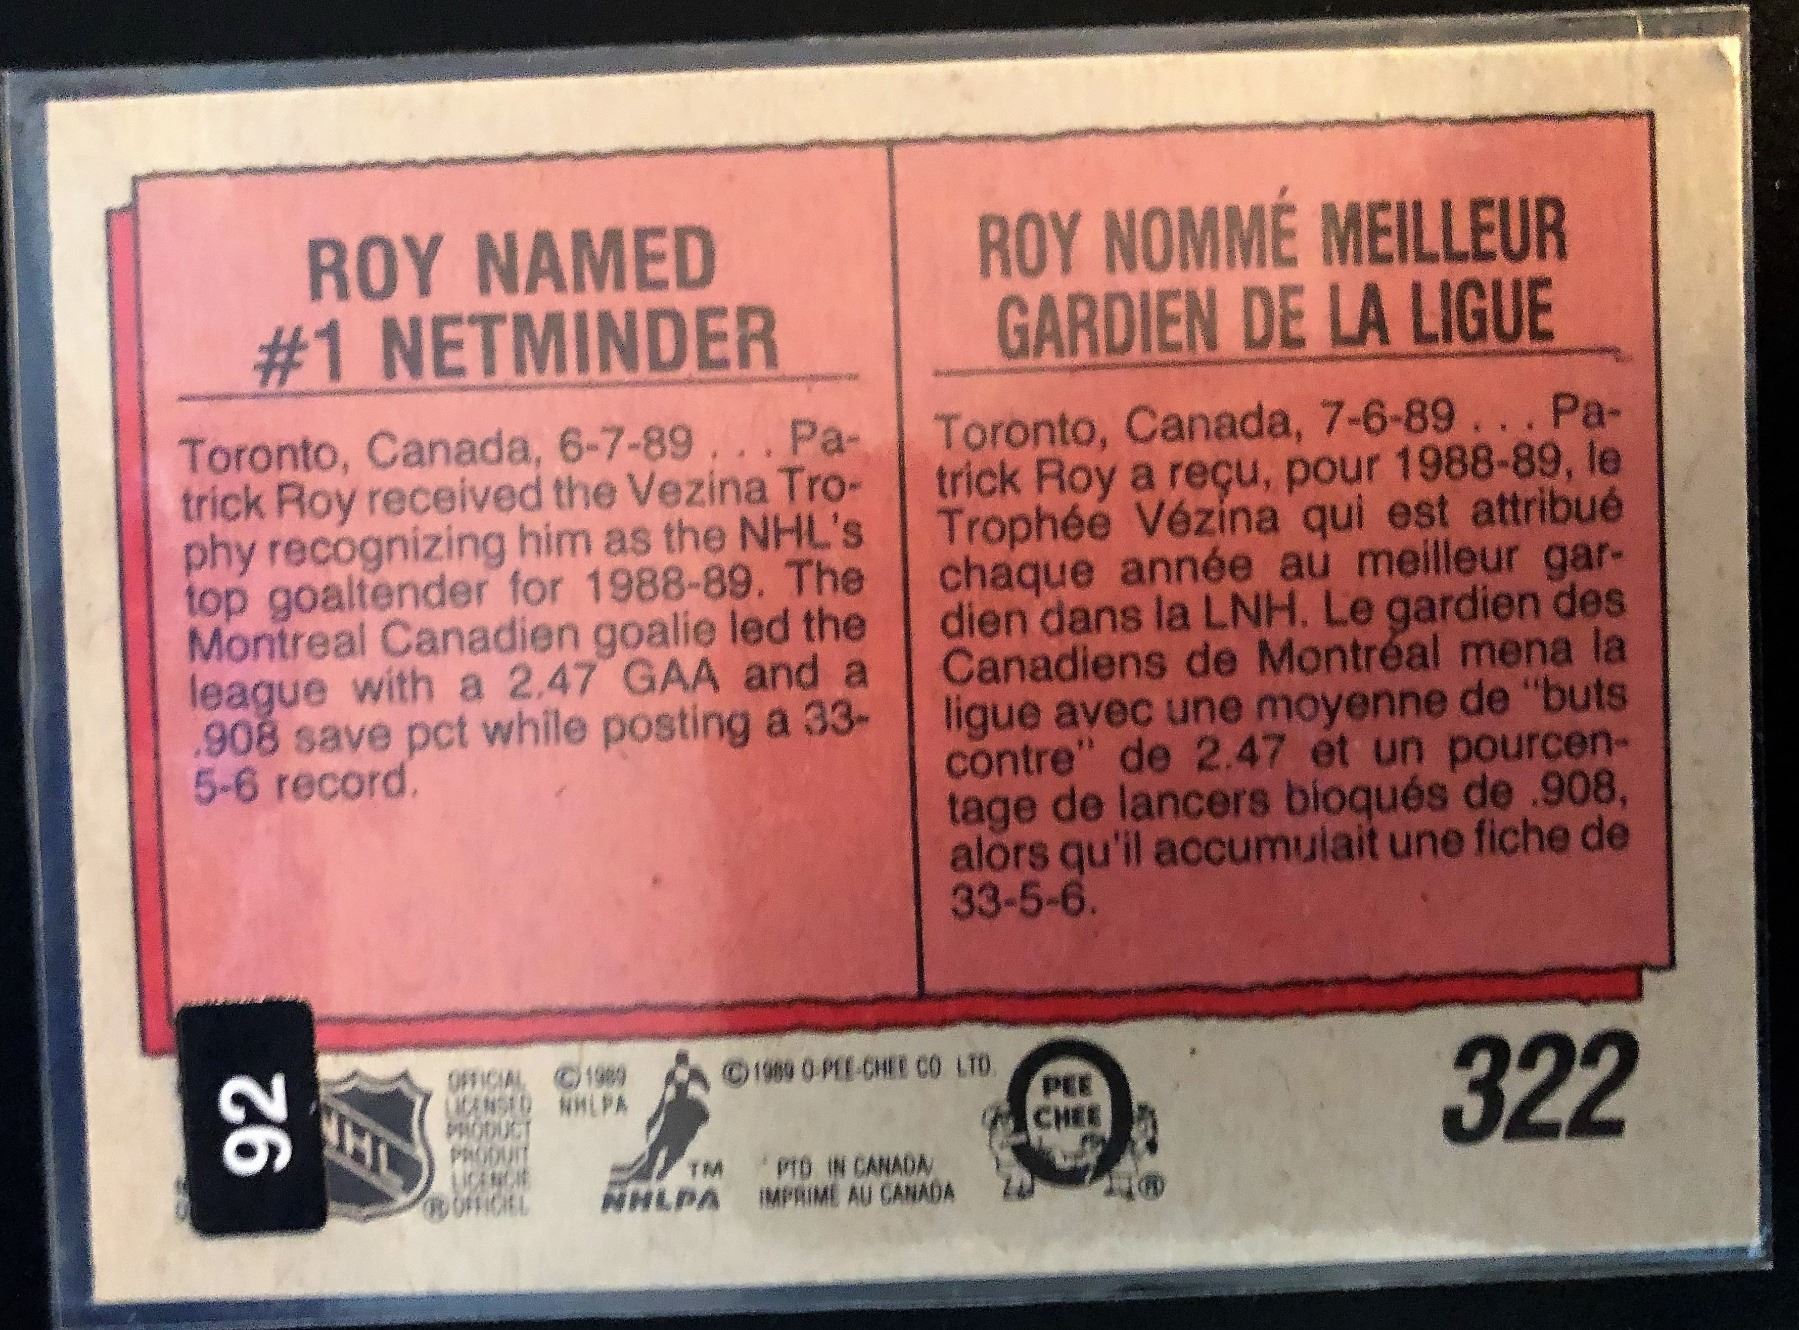 ROY NAMED
#1 NETMINDER
Toronto, Canada, 6-7-89 . . . Pa-
trick Roy received the Vezina Tro-
phy recognizing him as the NHL's
top goaltender for 1988-89. The
Montreal Canadien goalie led the
league with a 2.47 GAA and a
.908 save pct while posting a 33-
5-6 record.
ROY NOMMÉ MEILLEUR
GARDIEN DE LA LIGUE
Toronto, Canada, 7-6-89 . . . Pa-
trick Roy a reçu, pour 1988-89, le
Trophée Vézina qui est attribué
chaque année au meilleur gar-
dien dans la LNH. Le gardien des
Canadiens de Montréal mena la
ligue avec une moyenne de "buts
contre" de 2.47 et un pourcen-
tage de lancers bloqués de .908,
alors qu'il accumulait une fiche de
33-5-6.
92
NHL
OFFICIAL
LICENSED
PRODUCT
PRODUIT
LICENCIE
® OFFICIEL
©1989
NHLPA
TM
NHLPA
©1989 O-PEE-CHEE CO LTD.
PTD. IN CANADA/
IMPRIMÉ AU CANADA
PEE
CHEE
®
322